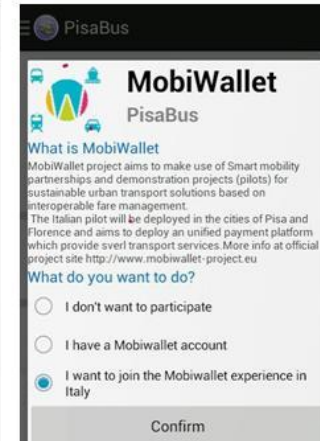 PisaBus
MobiWallet
PisaBus
What is MobiWallet
MobiWallet project aims to make use of Smart mobility
partnerships and demonstration projects (pilots) for
sustainable urban transport solutions based on
interoperable fare management.
The Italian pilot will be deployed in the cities of Pisa and
Florence and aims to deploy an unified payment platform
which provide sverl transport services.More info at official
project site http://www.mobiwallet-project.eu
What do you want to do?
I don't want to participate
I have a Mobiwallet account
I want to join the Mobiwallet experience in
Italy
Confirm